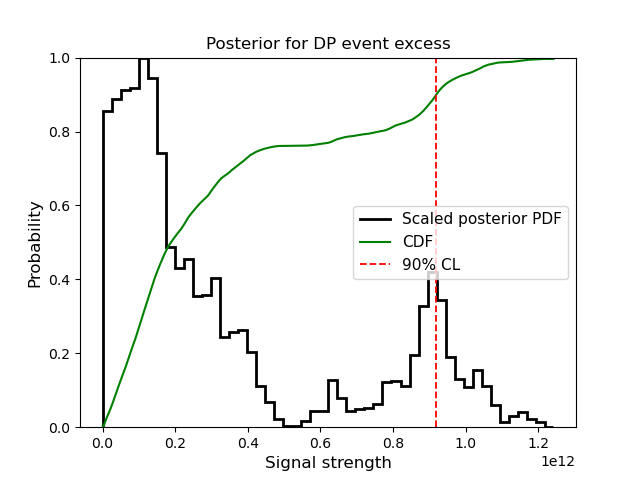 Posterior for DP event excess
Probability
1.0
0.8
0.6
0.4
0.2
0.0
Scaled posterior PDF
CDF
90% CL
0.0 0.2 0.4 0.6 0.8 1.0 1.2
1e12
Signal strength